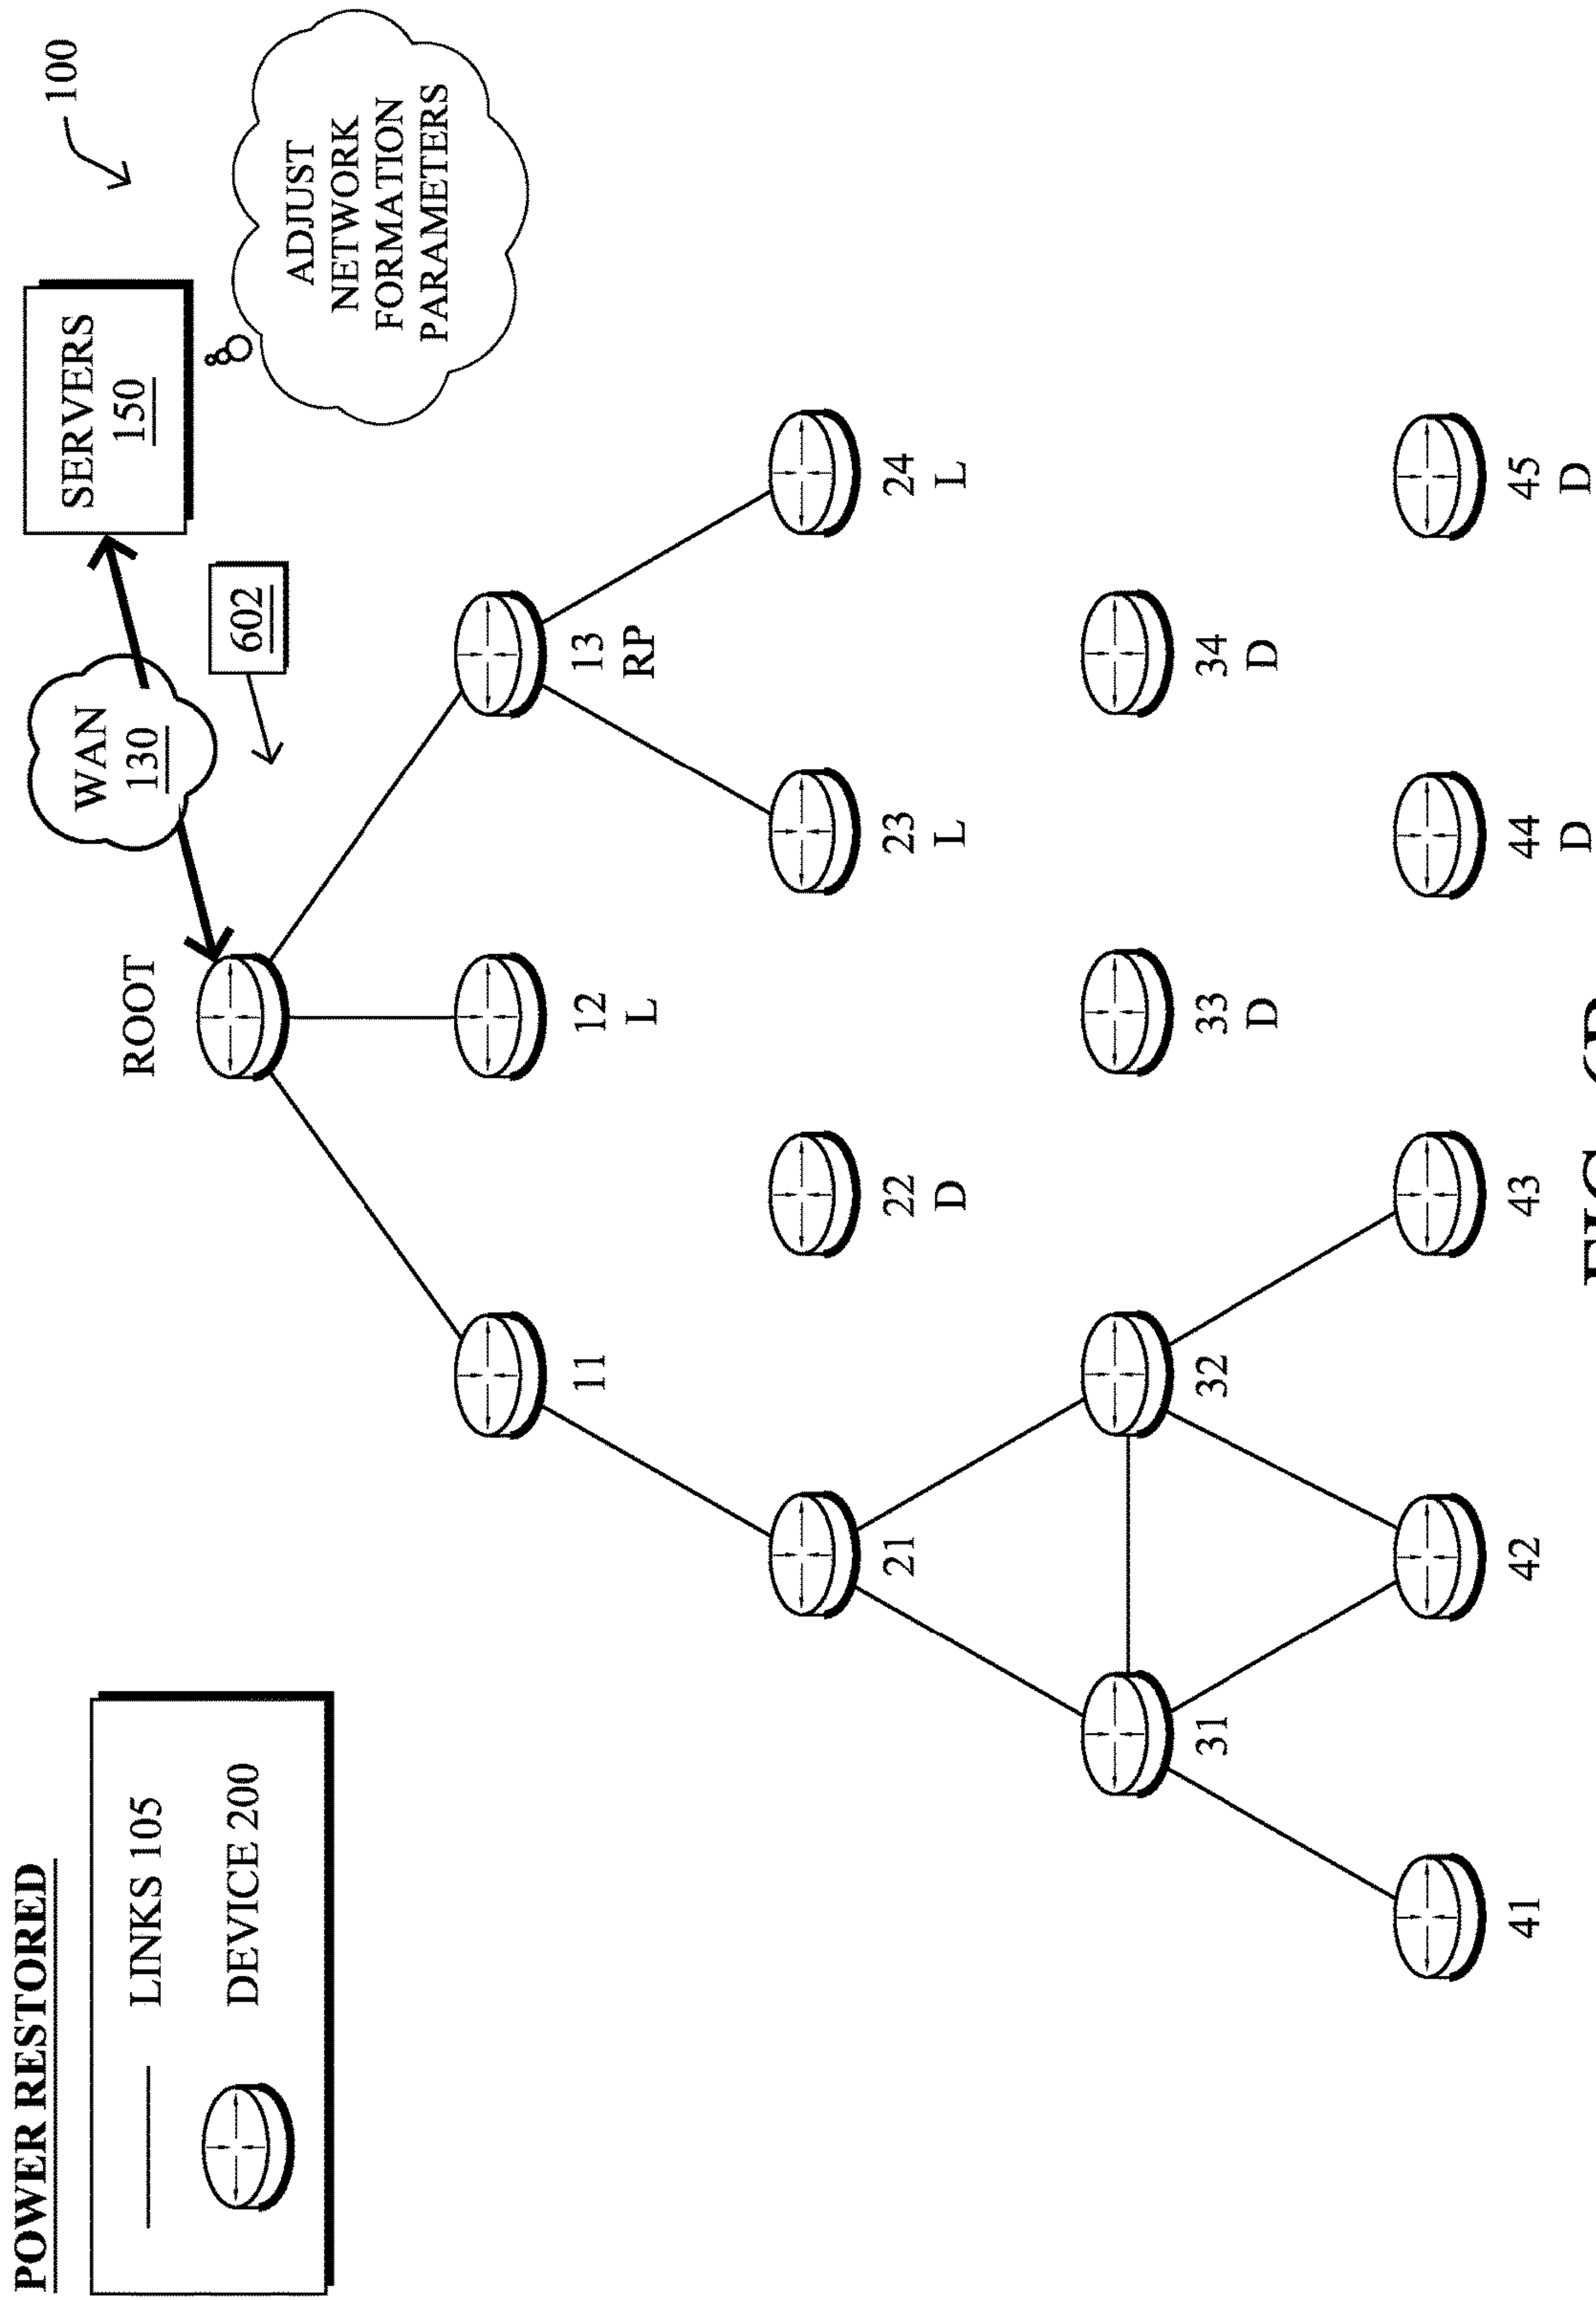 POWER RESTORED
LINKS 105
DEVICE 200
ROOT
WAN
130
SERVERS
150
100
602
ADJUST
NETWORK
FORMATION
PARAMETERS
11
12
L
13
RP
21
22
D
23
L
24
L
31
32
33
D
34
D
41
42
43
44
D
45
D